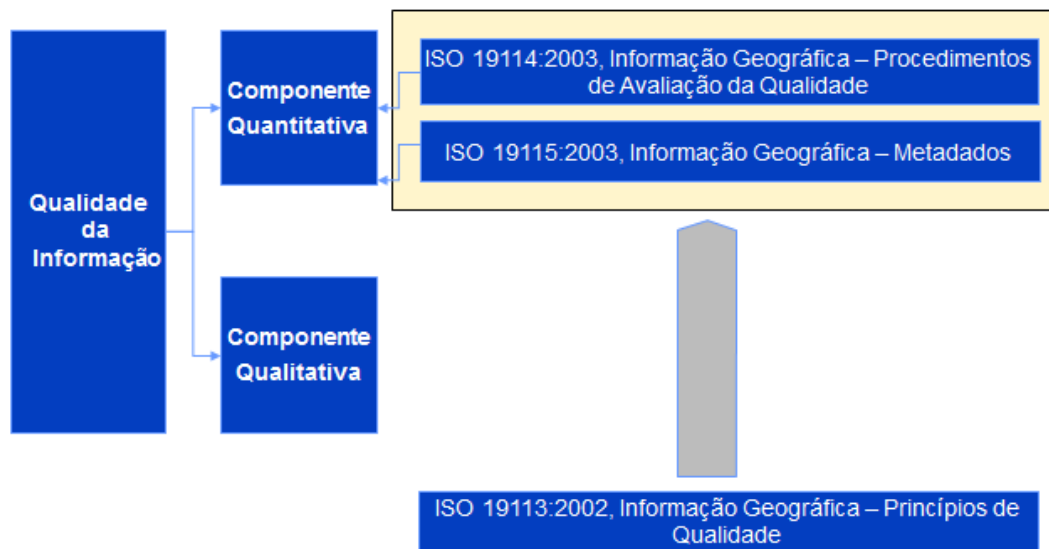 Qualidade
da
Informação
Componente
Quantitativa
ISO 19114:2003, Informação Geográfica – Procedimentos
de Avaliação da Qualidade
ISO 19115:2003, Informação Geográfica – Metadados
Componente
Qualitativa
ISO 19113:2002, Informação Geográfica – Princípios de
Qualidade